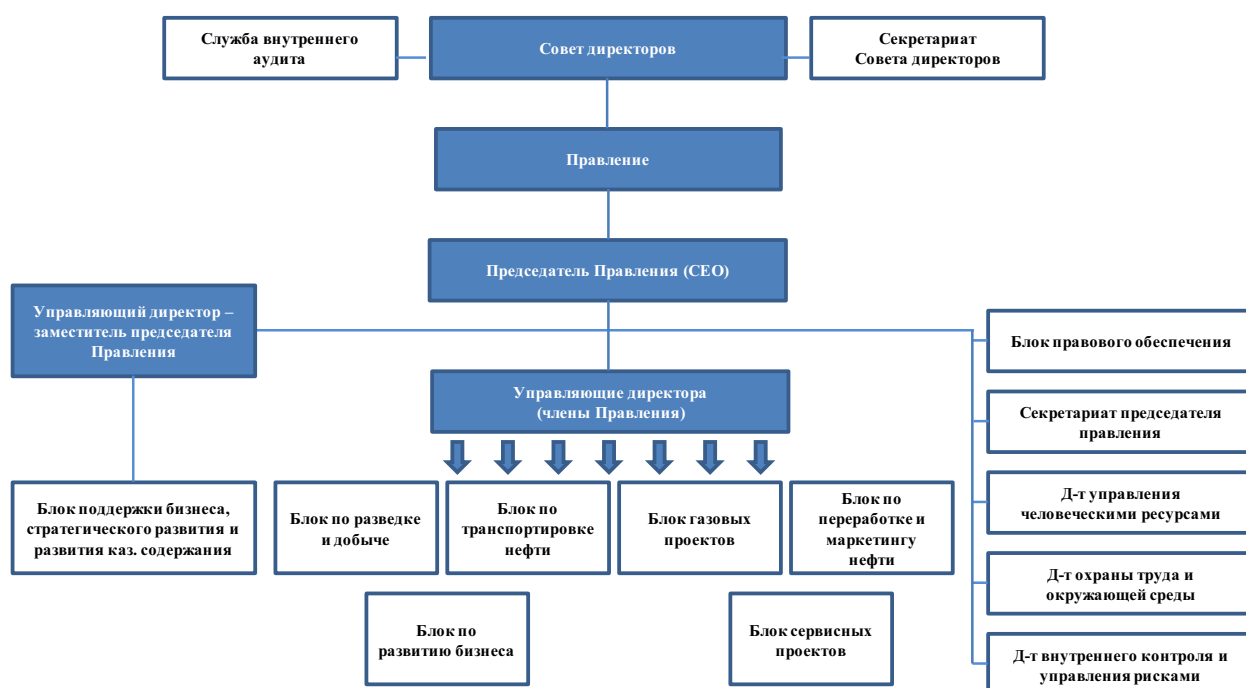 Служба внутреннего
аудита
Совет директоров
Секретариат
Совета директоров
Правление
Председатель Правления (CEO)
Управляющий директор –
заместитель председателя
Правления
Блок правового обеспечения
Управляющие директора
(члены Правления)
Секретариат председателя
правления
Блок поддержки бизнеса,
стратегического развития и
развития каз. содержания
Блок по разведке
и добыче
Блок по
транспортировке
нефти
Блок газовых
проектов
Блок по
переработке и
маркетингу
нефти
Д-т управления
человеческими ресурсами
Д-т охраны труда и
окружающей среды
Блок по
развитию бизнеса
Блок сервисных
проектов
Д-т внутреннего контроля и
управления рисками